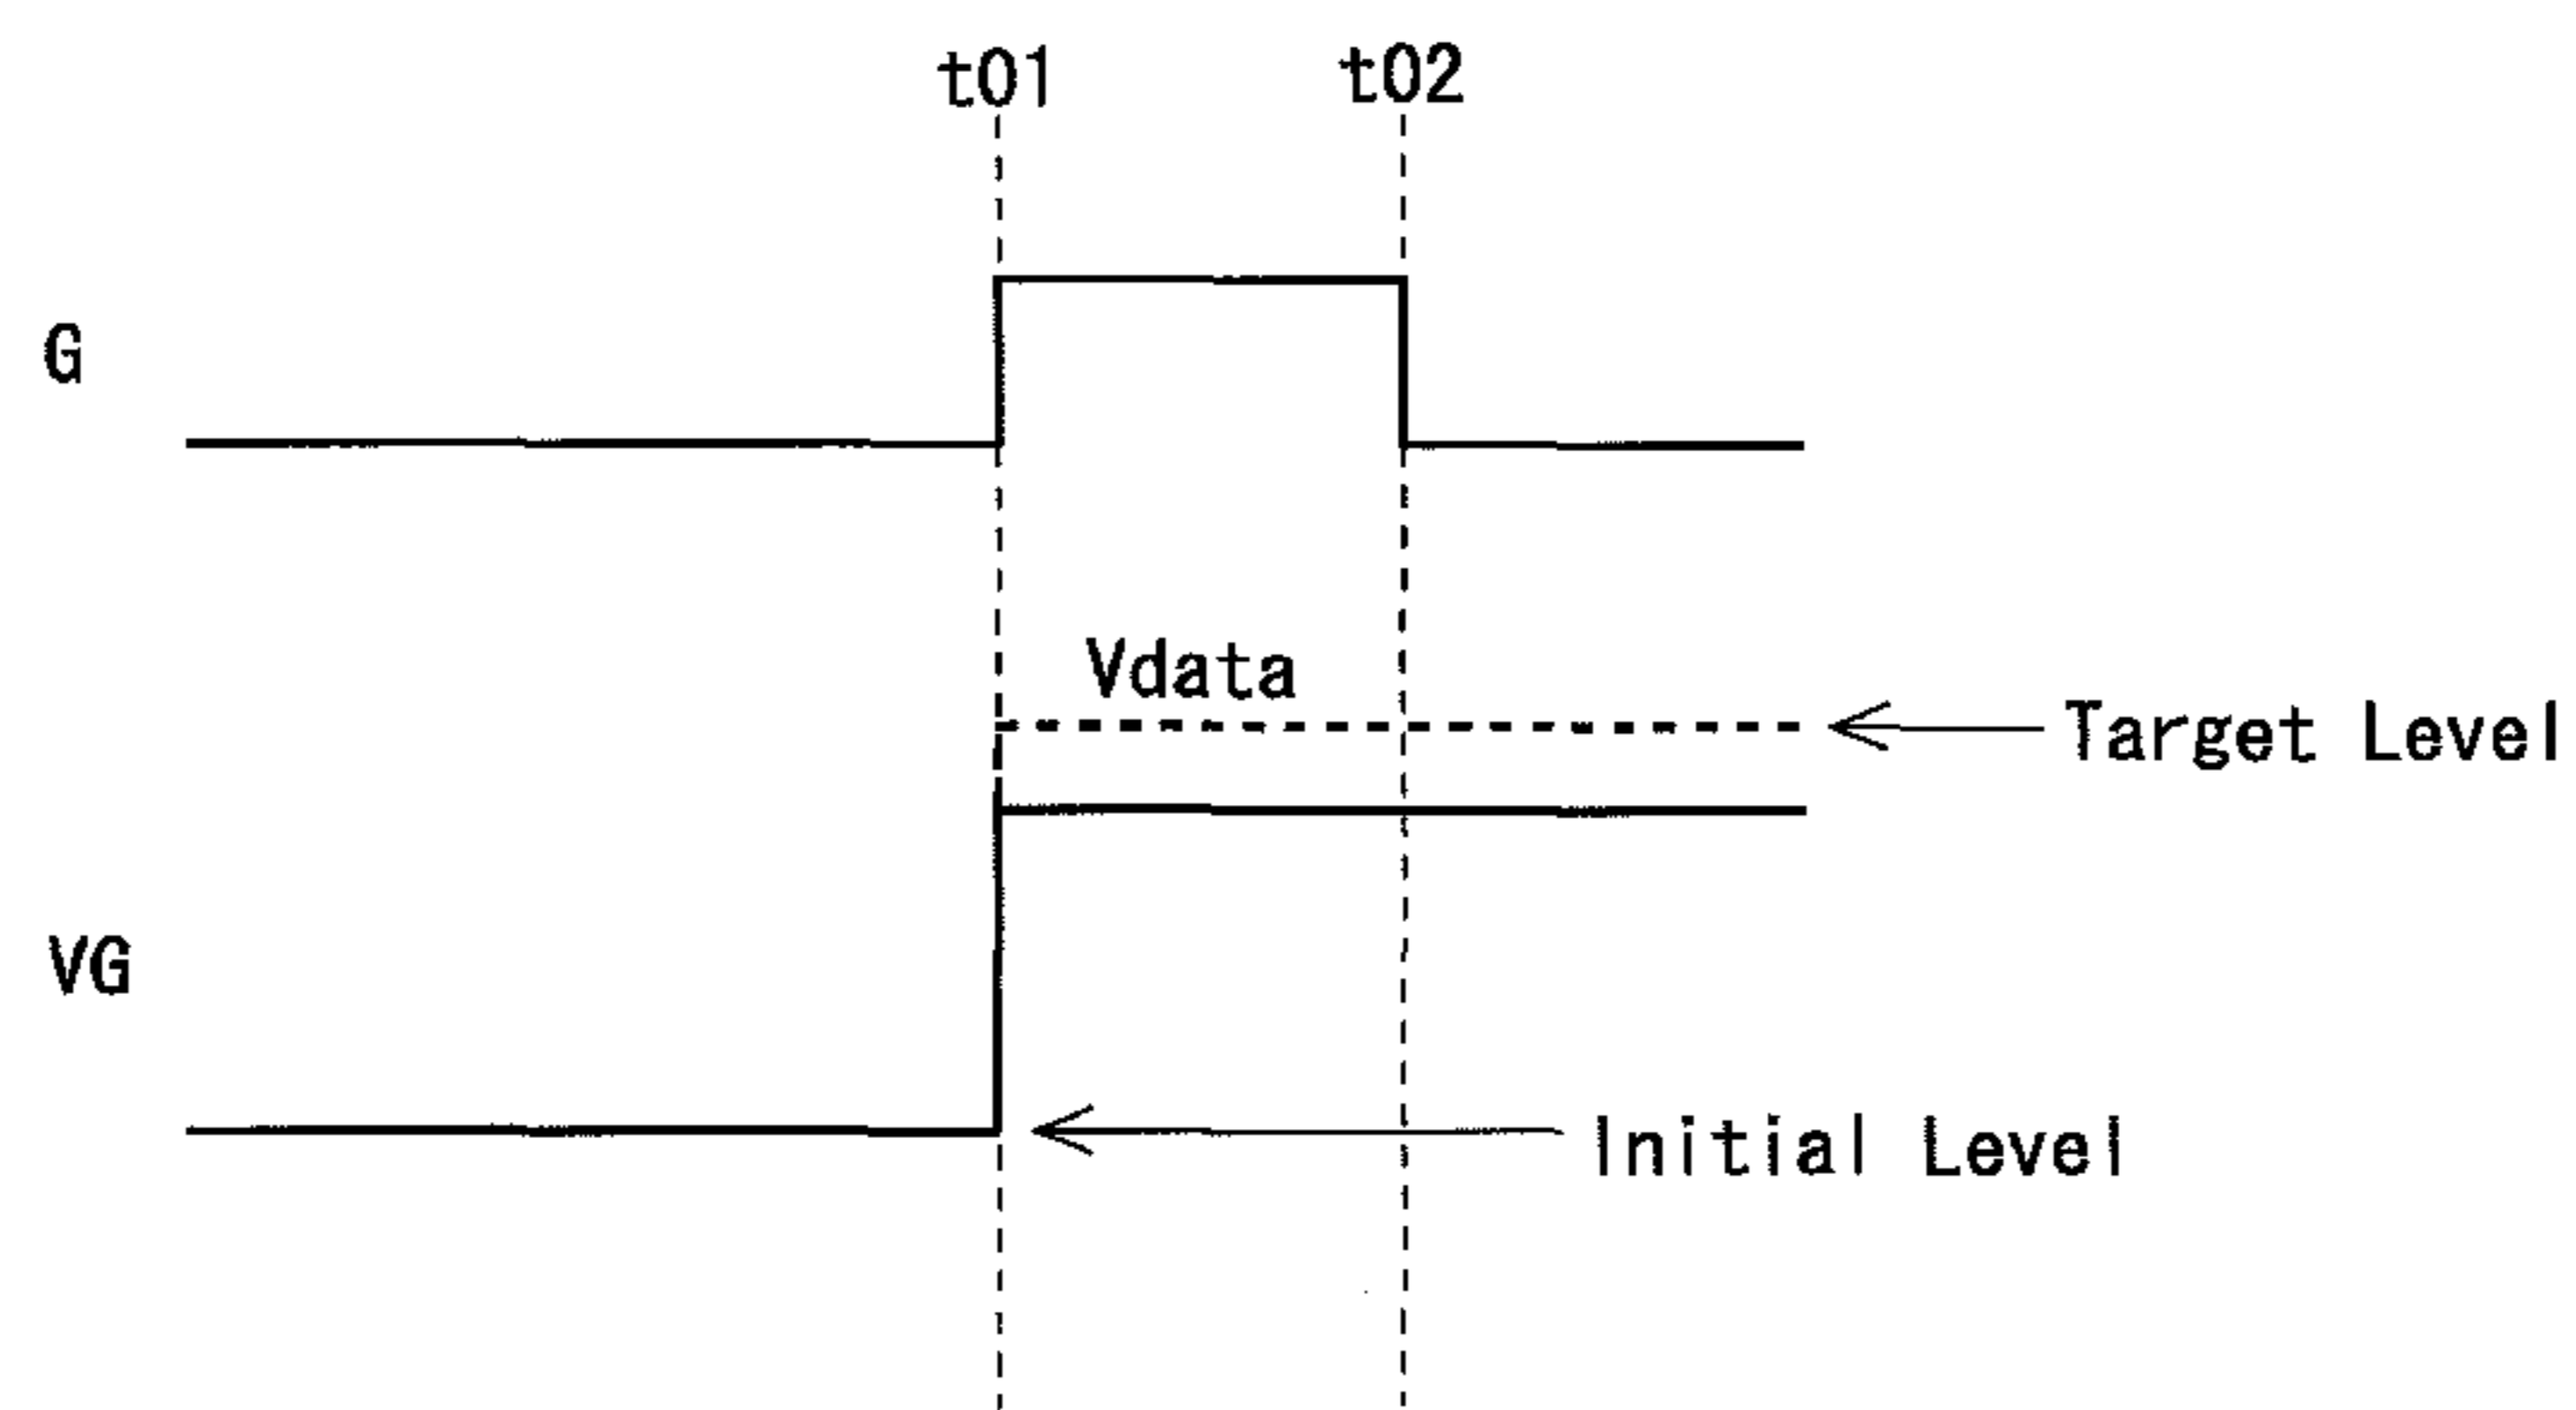 t01 t02
G
Vdata
Target Level
VG
Initial Level